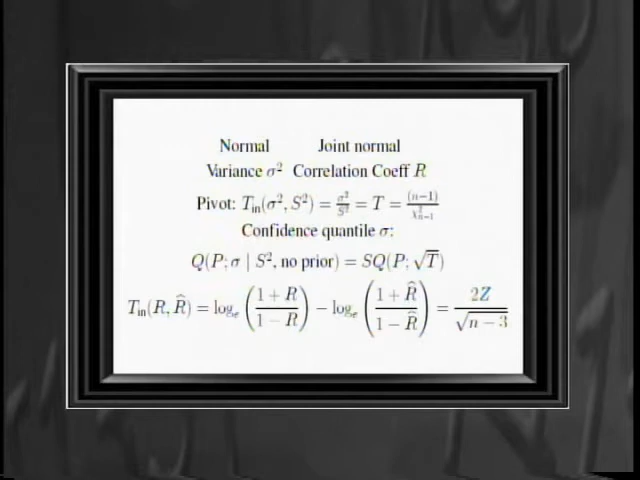 Normal Joint normal
Variance σ² Correlation Coeff R
Pivot: T_in(σ², S²) = σ²/S² = T = (n−1)/χ²_{n−1}
Confidence quantile σ:
Q(P; σ | S², no prior) = SQ(P; √T)
T_in(R, R̂) = log_e((1 + R)/(1 − R)) − log_e((1 + R̂)/(1 − R̂)) = 2Z/√(n − 3)